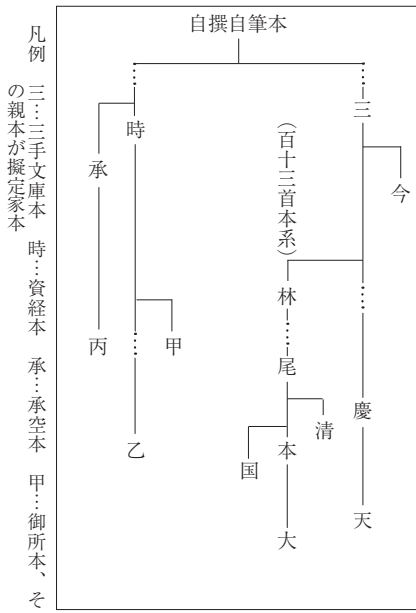 自撰自筆本
三
今
(百十三首本系)
林
尾
清
本
国
大
慶
天
時
承
甲
丙
乙
凡例 三…三手文庫本 時…資経本 承…承空本 甲…御所本、そ
の親本が擬定家本